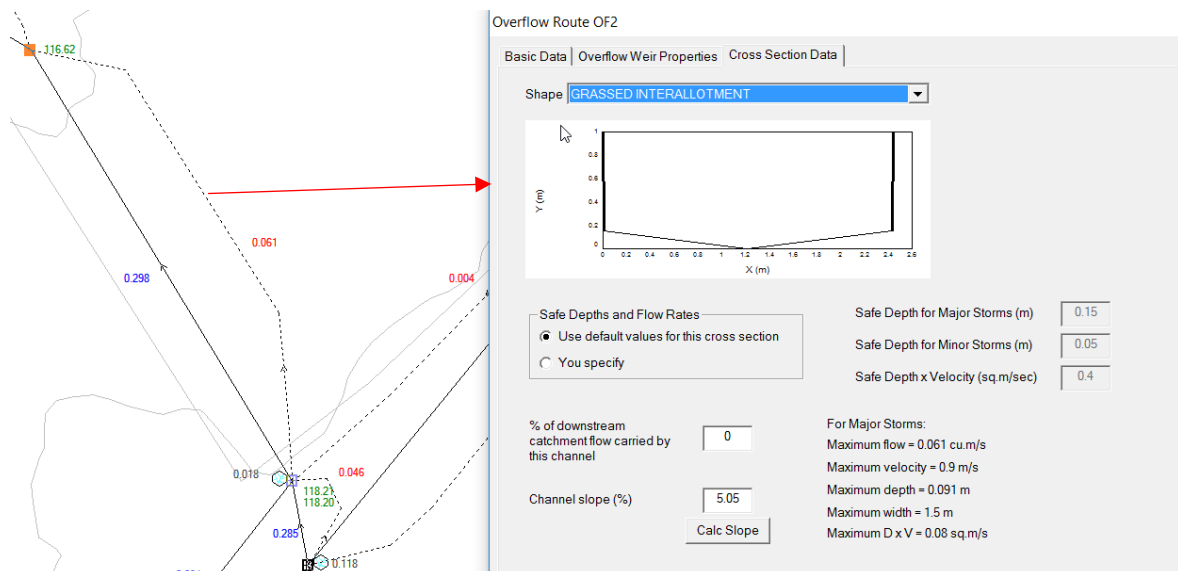 Overflow Route OF2
Basic Data
Overflow Weir Properties
Cross Section Data
Shape
GRASSED INTERALLOTMENT
1
0.8
0.6
0.4
0.2
0
Y (m)
0 0.2 0.4 0.6 0.8 1 1.2 1.4 1.6 1.8 2 2.2 2.4 2.6
X (m)
Safe Depths and Flow Rates
Use default values for this cross section
You specify
Safe Depth for Major Storms (m) 0.15
Safe Depth for Minor Storms (m) 0.05
Safe Depth x Velocity (sq.m/sec) 0.4
% of downstream
catchment flow carried by
this channel
0
Channel slope (%) 5.05
Calc Slope
For Major Storms:
Maximum flow = 0.061 cu.m/s
Maximum velocity = 0.9 m/s
Maximum depth = 0.091 m
Maximum width = 1.5 m
Maximum D x V = 0.08 sq.m/s
116.62
0.061
0.298
0.004
0.018
0.046
118.21
118.20
0.285
0.118